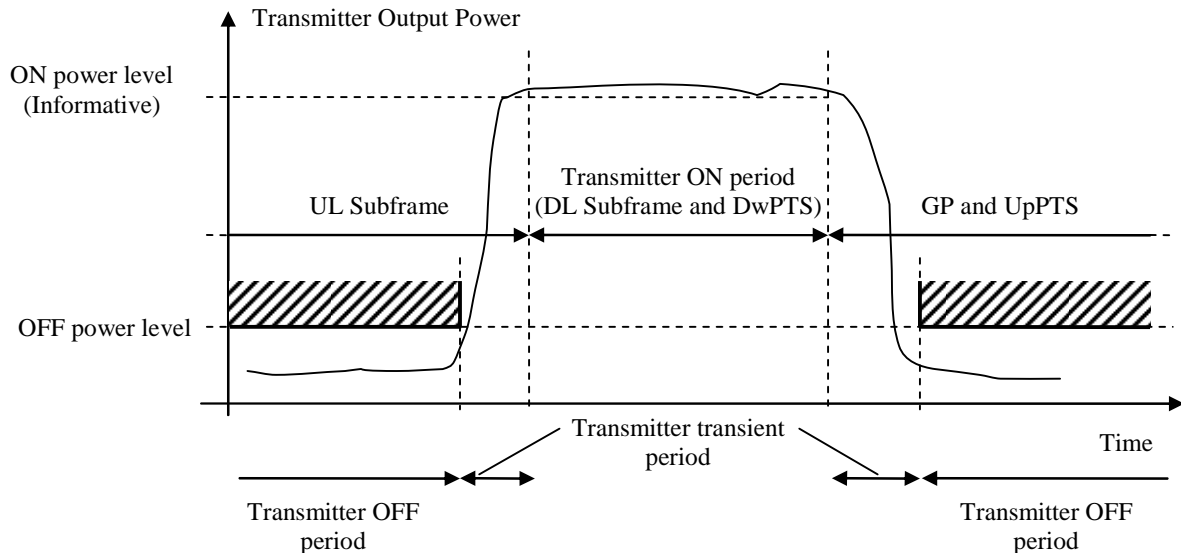 Transmitter Output Power
ON power level
(Informative)
Transmitter ON period
(DL Subframe and DwPTS)
UL Subframe
GP and UpPTS
OFF power level
Transmitter transient
period
Time
Transmitter OFF
period
Transmitter OFF
period